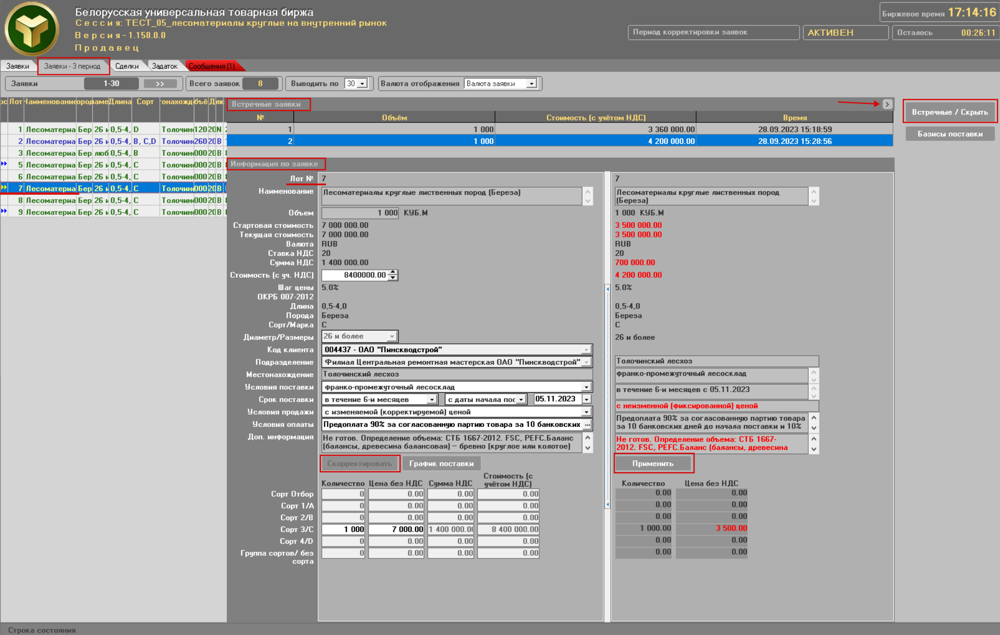 Белорусская универсальная товарная биржа
Сессия: ТЕСТ_05_лесоматериалы круглые на внутренний рынок
Версия - 1.158.0.0
Продавец
Биржевое время 17:14:16
Период корректировки заявок АКТИВЕН Осталось 00:26:11
Заявки Заявки - 3 период Сделки Задаток Сообщения (1)
Заявки 1-30 >> Всего заявок 8 Выводить по 30 Валюта отображения Валюта заявки
Лот Длина Сорт
1 Лесоматериа Бер 26 и 0,5-4, D Толочин 120 20 N
2 Лесоматериа Бер 26 и 0,5-4, B, C,D Толочин 260 20 B
3 Лесоматериа Бер люб 0,5-4, B Толочин 000 20 B
5 Лесоматериа Бер 26 и 0,5-4, C Толочин 000 20 B
6 Лесоматериа Бер 26 и 0,5-4, C Толочин 000 20 B
7 Лесоматериа Бер 26 и 0,5-4, C Толочин 000 20 B
8 Лесоматериа Бер 26 и 0,5-4, C Толочин 000 20 B
9 Лесоматериа Бер 26 и 0,5-4, C Толочин 000 20 B
Встречные заявки >
№ Объём Стоимость (с учётом НДС) Время
1 1 000 3 360 000.00 28.09.2023 15:18:59
2 1 000 4 200 000.00 28.09.2023 15:28:56
Встречные / Скрыть
Базисы поставки
Информация по заявке
Лот № 7 7
Наименование Лесоматериалы круглые лиственных пород (Береза) Лесоматериалы круглые лиственных пород
(Береза)
Объем 1 000 КУБ.М 1 000 КУБ.М
Стартовая стоимость 7 000 000.00 3 500 000.00
Текущая стоимость 7 000 000.00 3 500 000.00
Валюта RUB RUB
Ставка НДС 20 20
Сумма НДС 1 400 000.00 700 000.00
Стоимость (с уч. НДС) 8400000.00 4 200 000.00
Шаг цены 5.0% 5.0%
ОКРБ 007-2012
Длина 0,5-4,0 0,5-4,0
Порода Береза Береза
Сорт/Марка C C
Диаметр/Размеры 26 и более 26 и более
Код клиента 004437 - ОАО "Пинскводстрой"
Подразделение Филиал Центральная ремонтная мастерская ОАО "Пинскводстрой"
Местонахождение Толочинский лесхоз Толочинский лесхоз
Условия поставки франко-промежуточный лесосклад франко-промежуточный лесосклад
Срок поставки в течение 6-и месяцев с даты начала пос 05.11.2023 в течение 6-и месяцев с 05.11.2023
Условия продажи с изменяемой (корректируемой) ценой с неизменной (фиксированной) ценой
Условия оплаты Предоплата 90% за согласованную партию товара за 10 банковских ... Предоплата 90% за согласованную партию товара
за 10 банковских дней до начала поставки и 10%
Доп. информация Не готов. Определение объема: СТБ 1667-2012. FSC, PEFC.Баланс
(балансы, древесина балансовая) – бревно (круглое или колотое)
Не готов. Определение объема: СТБ 1667-
2012. FSC, PEFC.Баланс (балансы, древесина
Скорректировать График поставки Применить
Количество Цена без НДС Сумма НДС Стоимость (с
учётом НДС)
Количество Цена без НДС
Сорт Отбор 0 0.00 0.00 0.00 0.00 0.00
Сорт 1/A 0 0.00 0.00 0.00 0.00 0.00
Сорт 2/B 0 0.00 0.00 0.00 0.00 0.00
Сорт 3/C 1 000 7 000.00 1 400 000.0 8 400 000.00 1 000.00 3 500.00
Сорт 4/D 0 0.00 0.00 0.00 0.00 0.00
Группа сортов/ без
сорта
0 0.00 0.00 0.00 0.00 0.00
Строка состояния